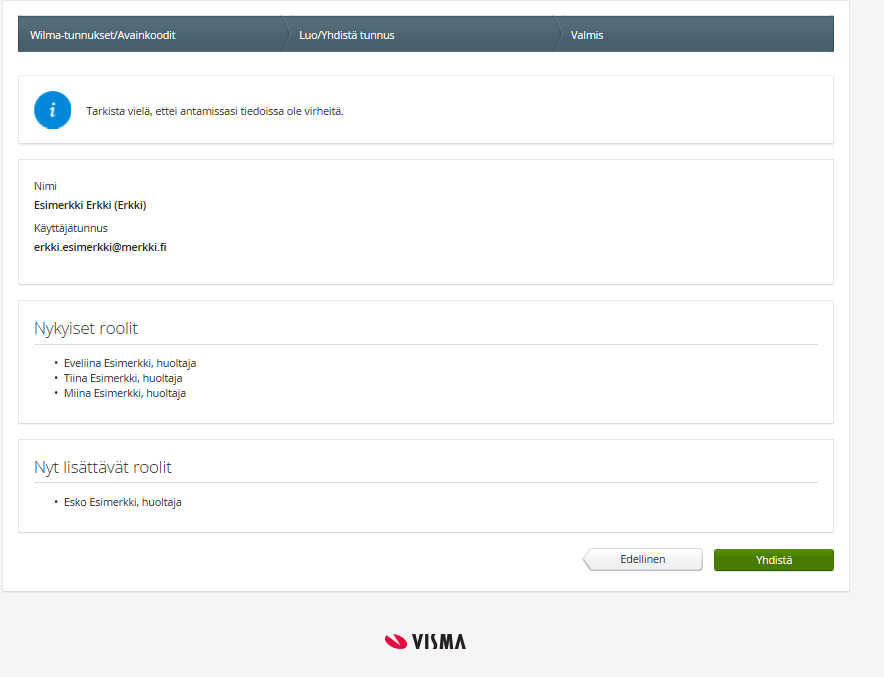 Wilma-tunnukset/Avainkoodit
Luo/Yhdistä tunnus
Valmis
i
Tarkista vielä, ettei antamissasi tiedoissa ole virheitä.
Nimi
Esimerkki Erkki (Erkki)
Käyttäjätunnus
erkki.esimerkki@merkki.fi
Nykyiset roolit
• Eveliina Esimerkki, huoltaja
• Tiina Esimerkki, huoltaja
• Miina Esimerkki, huoltaja
Nyt lisättävät roolit
• Esko Esimerkki, huoltaja
Edellinen
Yhdistä
VISMA